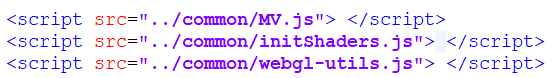 <script src="../common/MV.js"> </script>
<script src="../common/initShaders.js"> </script>
<script src="../common/webgl-utils.js"> </script>